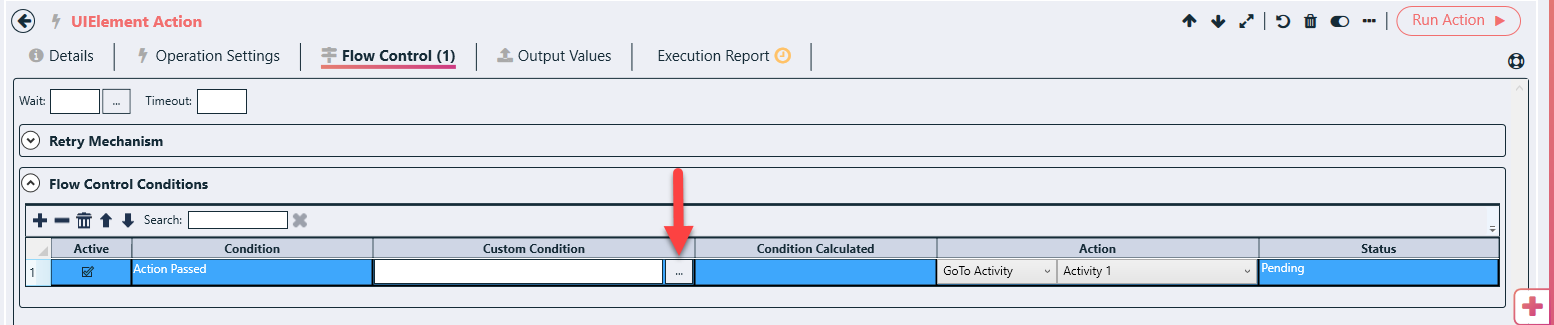 UIElement Action
Run Action
Details
Operation Settings
Flow Control (1)
Output Values
Execution Report
Wait:
...
Timeout:
Retry Mechanism
Flow Control Conditions
Search:
Active
Condition
Custom Condition
Condition Calculated
Action
Status
1
Action Passed
...
GoTo Activity
Activity 1
Pending